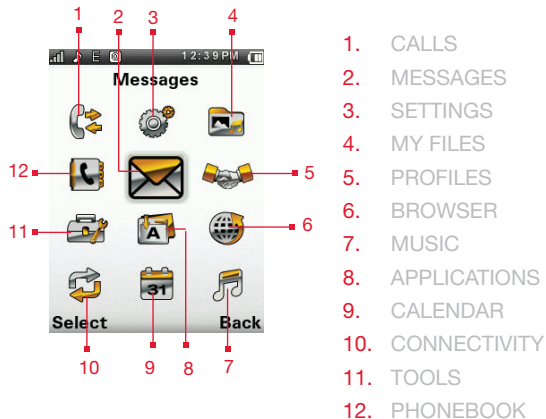 1 2 3 4
E 12:39PM
Messages
12 5
A
11 6
31
Select Back
10 9 8 7
1. CALLS
2. MESSAGES
3. SETTINGS
4. MY FILES
5. PROFILES
6. BROWSER
7. MUSIC
8. APPLICATIONS
9. CALENDAR
10. CONNECTIVITY
11. TOOLS
12. PHONEBOOK